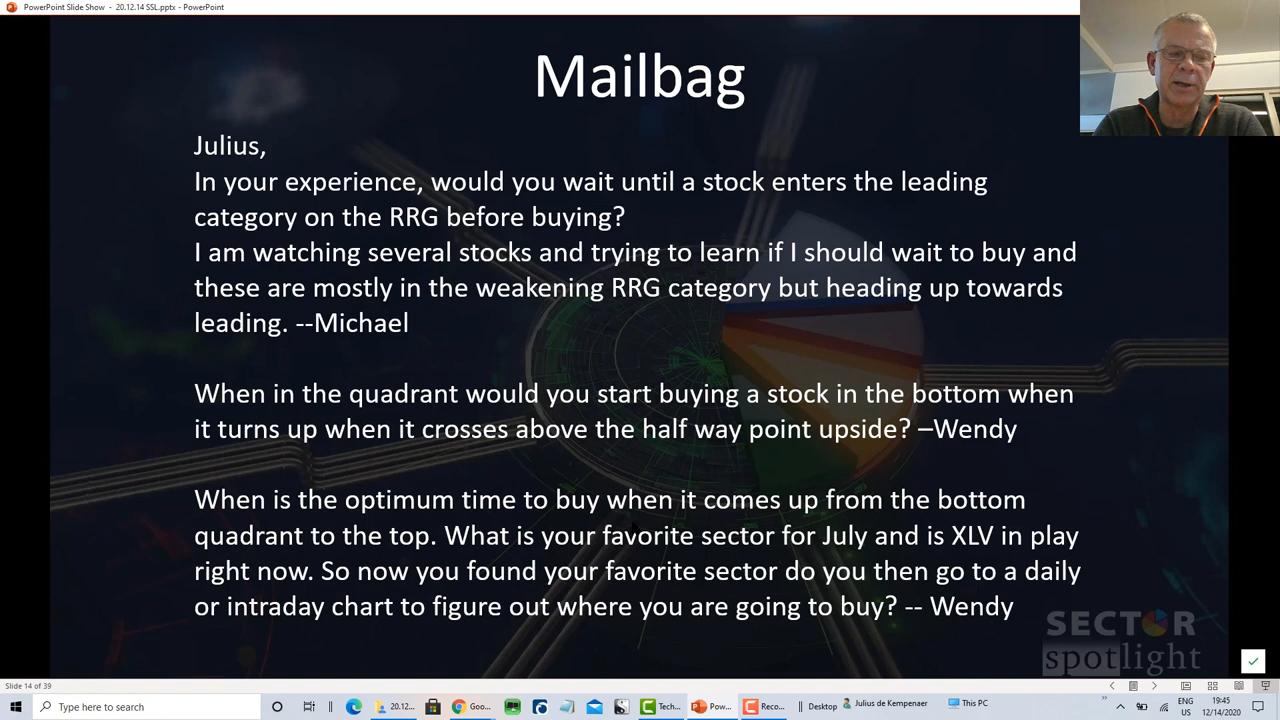 PowerPoint Slide Show - 20.12.14 SSL.pptx - PowerPoint
Mailbag
Julius,
In your experience, would you wait until a stock enters the leading
category on the RRG before buying?
I am watching several stocks and trying to learn if I should wait to buy and
these are mostly in the weakening RRG category but heading up towards
leading. --Michael
When in the quadrant would you start buying a stock in the bottom when
it turns up when it crosses above the half way point upside? –Wendy
When is the optimum time to buy when it comes up from the bottom
quadrant to the top. What is your favorite sector for July and is XLV in play
right now. So now you found your favorite sector do you then go to a daily
or intraday chart to figure out where you are going to buy? -- Wendy
SECTOR
spotlight
Slide 14 of 39
Type here to search
20.12...
Goo...
Tech...
Pow...
Reco...
Desktop
Julius de Kempenaer
This PC
ENG
US
19:45
12/14/2020